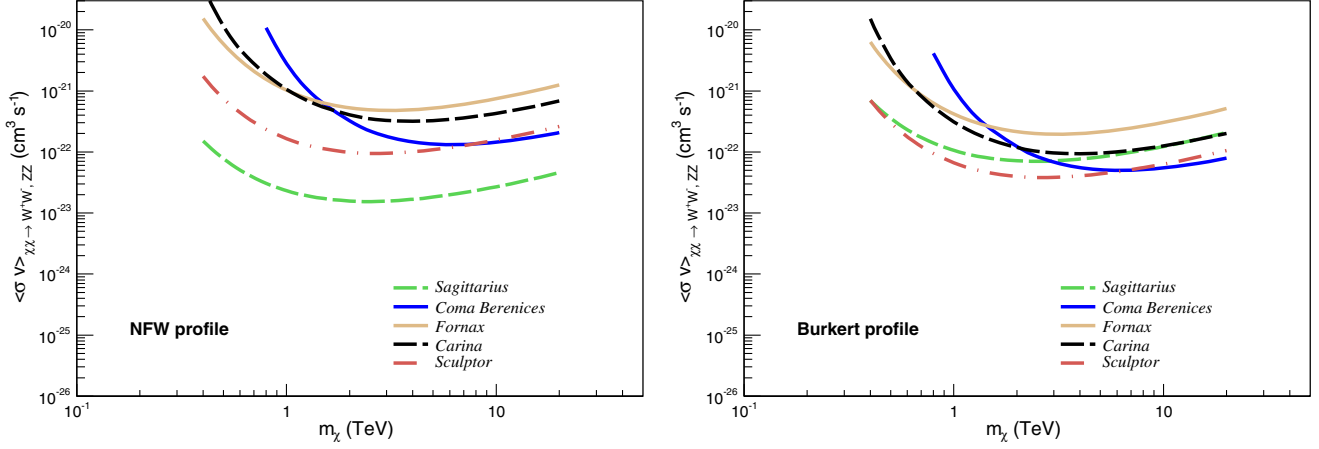 <σ v>χχ→ W⁺W⁻, ZZ (cm³ s⁻¹)
10⁻²⁰
10⁻²¹
10⁻²²
10⁻²³
10⁻²⁴
10⁻²⁵
10⁻²⁶
Sagittarius
Coma Berenices
Fornax
Carina
Sculptor
NFW profile
10⁻¹ 1 10
mχ (TeV)
<σ v>χχ→ W⁺W⁻, ZZ (cm³ s⁻¹)
10⁻²⁰
10⁻²¹
10⁻²²
10⁻²³
10⁻²⁴
10⁻²⁵
10⁻²⁶
Sagittarius
Coma Berenices
Fornax
Carina
Sculptor
Burkert profile
10⁻¹ 1 10
mχ (TeV)